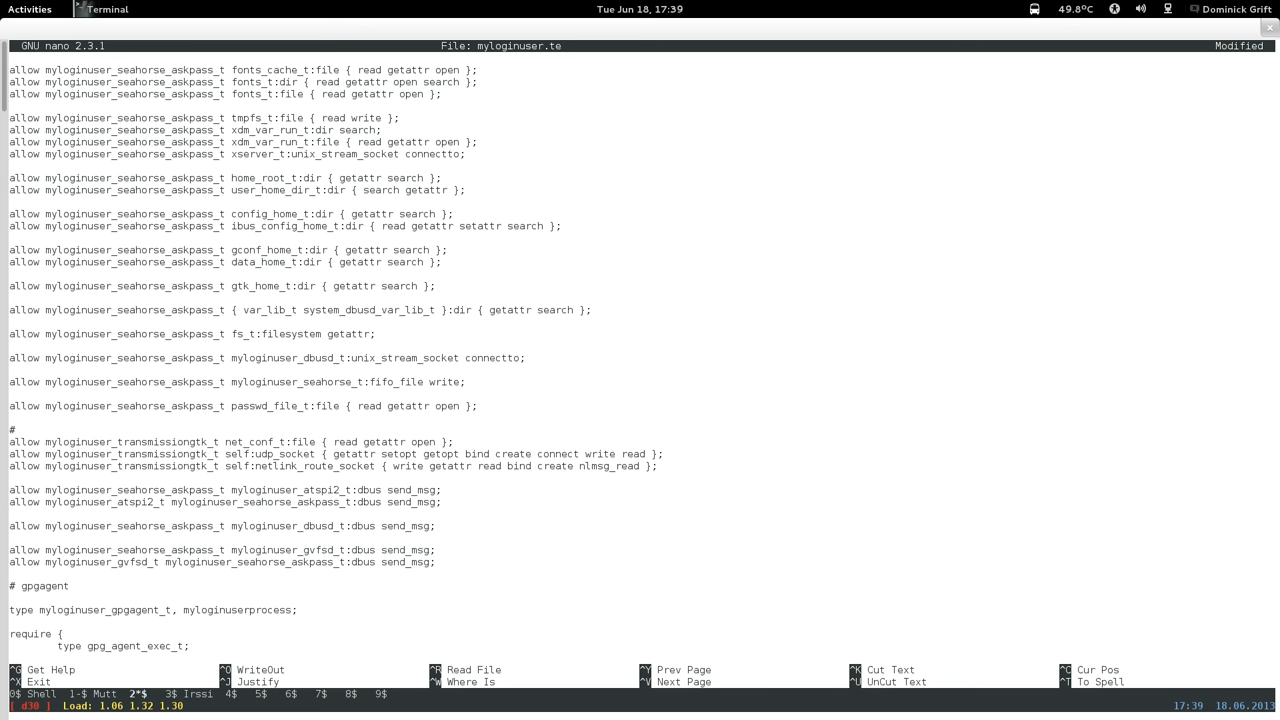 Activities Terminal Tue Jun 18, 17:39 49.8°C Dominick Grift
GNU nano 2.3.1 File: myloginuser.te Modified
allow myloginuser_seahorse_askpass_t fonts_cache_t:file { read getattr open };
allow myloginuser_seahorse_askpass_t fonts_t:dir { read getattr open search };
allow myloginuser_seahorse_askpass_t fonts_t:file { read getattr open };
allow myloginuser_seahorse_askpass_t tmpfs_t:file { read write };
allow myloginuser_seahorse_askpass_t xdm_var_run_t:dir search;
allow myloginuser_seahorse_askpass_t xdm_var_run_t:file { read getattr open };
allow myloginuser_seahorse_askpass_t xserver_t:unix_stream_socket connectto;
allow myloginuser_seahorse_askpass_t home_root_t:dir { getattr search };
allow myloginuser_seahorse_askpass_t user_home_dir_t:dir { search getattr };
allow myloginuser_seahorse_askpass_t config_home_t:dir { getattr search };
allow myloginuser_seahorse_askpass_t ibus_config_home_t:dir { read getattr setattr search };
allow myloginuser_seahorse_askpass_t gconf_home_t:dir { getattr search };
allow myloginuser_seahorse_askpass_t data_home_t:dir { getattr search };
allow myloginuser_seahorse_askpass_t gtk_home_t:dir { getattr search };
allow myloginuser_seahorse_askpass_t { var_lib_t system_dbusd_var_lib_t }:dir { getattr search };
allow myloginuser_seahorse_askpass_t fs_t:filesystem getattr;
allow myloginuser_seahorse_askpass_t myloginuser_dbusd_t:unix_stream_socket connectto;
allow myloginuser_seahorse_askpass_t myloginuser_seahorse_t:fifo_file write;
allow myloginuser_seahorse_askpass_t passwd_file_t:file { read getattr open };
#
allow myloginuser_transmissiongtk_t net_conf_t:file { read getattr open };
allow myloginuser_transmissiongtk_t self:udp_socket { getattr setopt getopt bind create connect write read };
allow myloginuser_transmissiongtk_t self:netlink_route_socket { write getattr read bind create nlmsg_read };
allow myloginuser_seahorse_askpass_t myloginuser_atspi2_t:dbus send_msg;
allow myloginuser_atspi2_t myloginuser_seahorse_askpass_t:dbus send_msg;
allow myloginuser_seahorse_askpass_t myloginuser_dbusd_t:dbus send_msg;
allow myloginuser_seahorse_askpass_t myloginuser_gvfsd_t:dbus send_msg;
allow myloginuser_gvfsd_t myloginuser_seahorse_askpass_t:dbus send_msg;
# gpgagent
type myloginuser_gpgagent_t, myloginuserprocess;
require {
type gpg_agent_exec_t;
^G Get Help ^O WriteOut ^R Read File ^Y Prev Page ^K Cut Text ^C Cur Pos
^X Exit ^J Justify ^W Where Is ^V Next Page ^U UnCut Text ^T To Spell
0$ Shell 1-$ Mutt 2*$ 3$ Irssi 4$ 5$ 6$ 7$ 8$ 9$
[ d30 ] Load: 1.06 1.32 1.30 17:39 18.06.2013